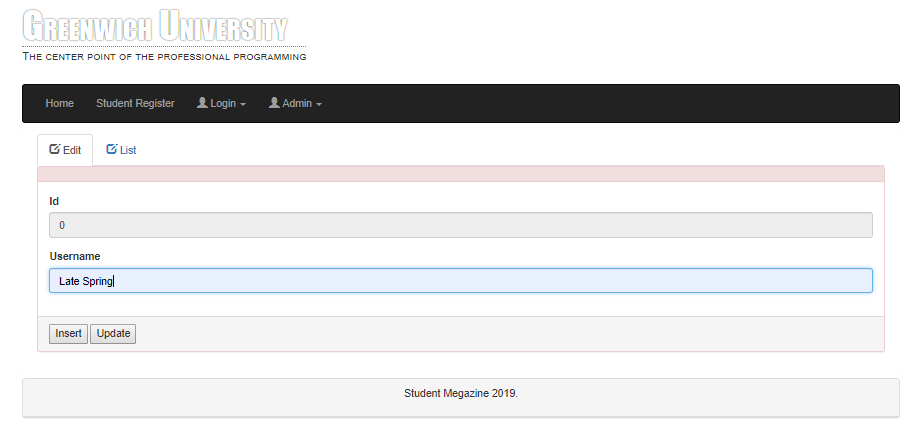 Greenwich University
The center point of the professional programming
Home Student Register Login Admin
Edit List
Id
0
Username
Late Spring
Insert Update
Student Megazine 2019.